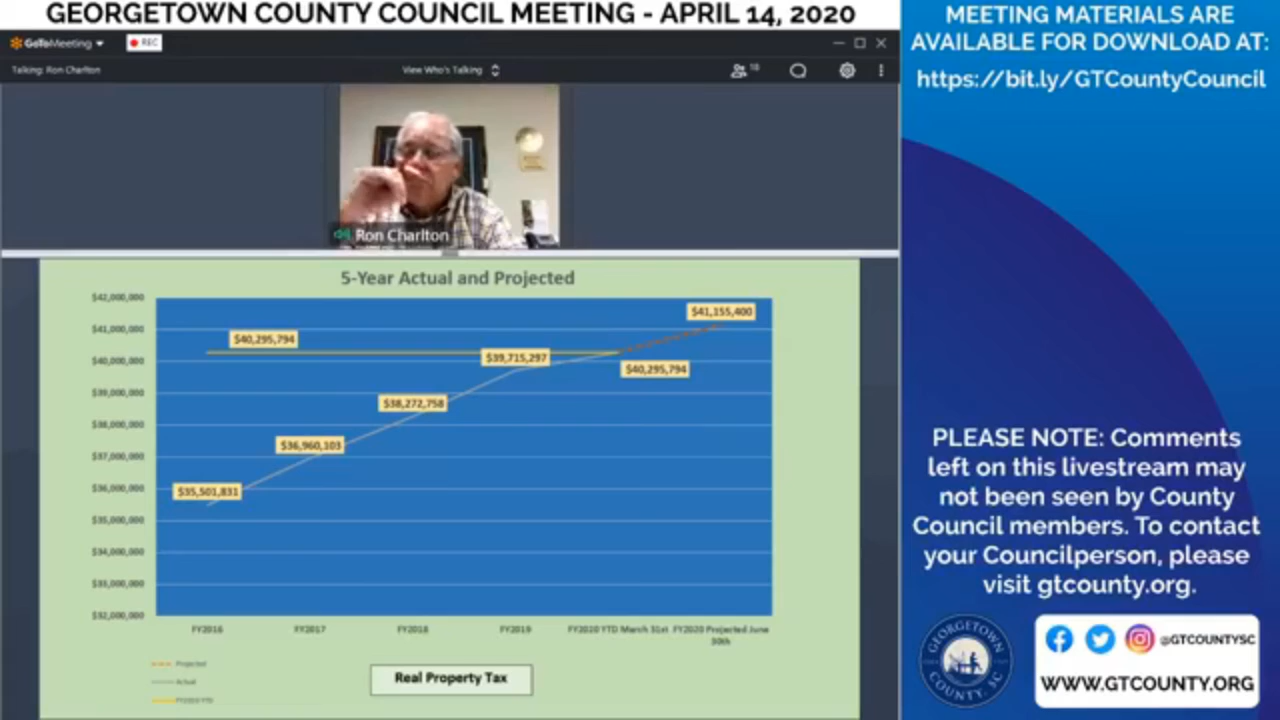 GEORGETOWN COUNTY COUNCIL MEETING - APRIL 14, 2020
GoToMeeting
REC
Talking: Ron Charlton
View Who's Talking
18
Ron Charlton
5-Year Actual and Projected
$42,000,000
$41,000,000
$40,000,000
$39,000,000
$38,000,000
$37,000,000
$36,000,000
$35,000,000
$34,000,000
$33,000,000
$32,000,000
$35,501,831
$36,960,103
$38,272,758
$39,715,297
$40,295,794
$40,295,794
$41,155,400
FY2016
FY2017
FY2018
FY2019
FY2020 YTD March 31st
FY2020 Projected June
30th
Projected
Actual
FY2020 YTD
Real Property Tax
MEETING MATERIALS ARE
AVAILABLE FOR DOWNLOAD AT:
https://bit.ly/GTCountyCouncil
PLEASE NOTE: Comments
left on this livestream may
not been seen by County
Council members. To contact
your Councilperson, please
visit gtcounty.org.
GEORGETOWN
COUNTY, SC
@GTCOUNTYSC
WWW.GTCOUNTY.ORG